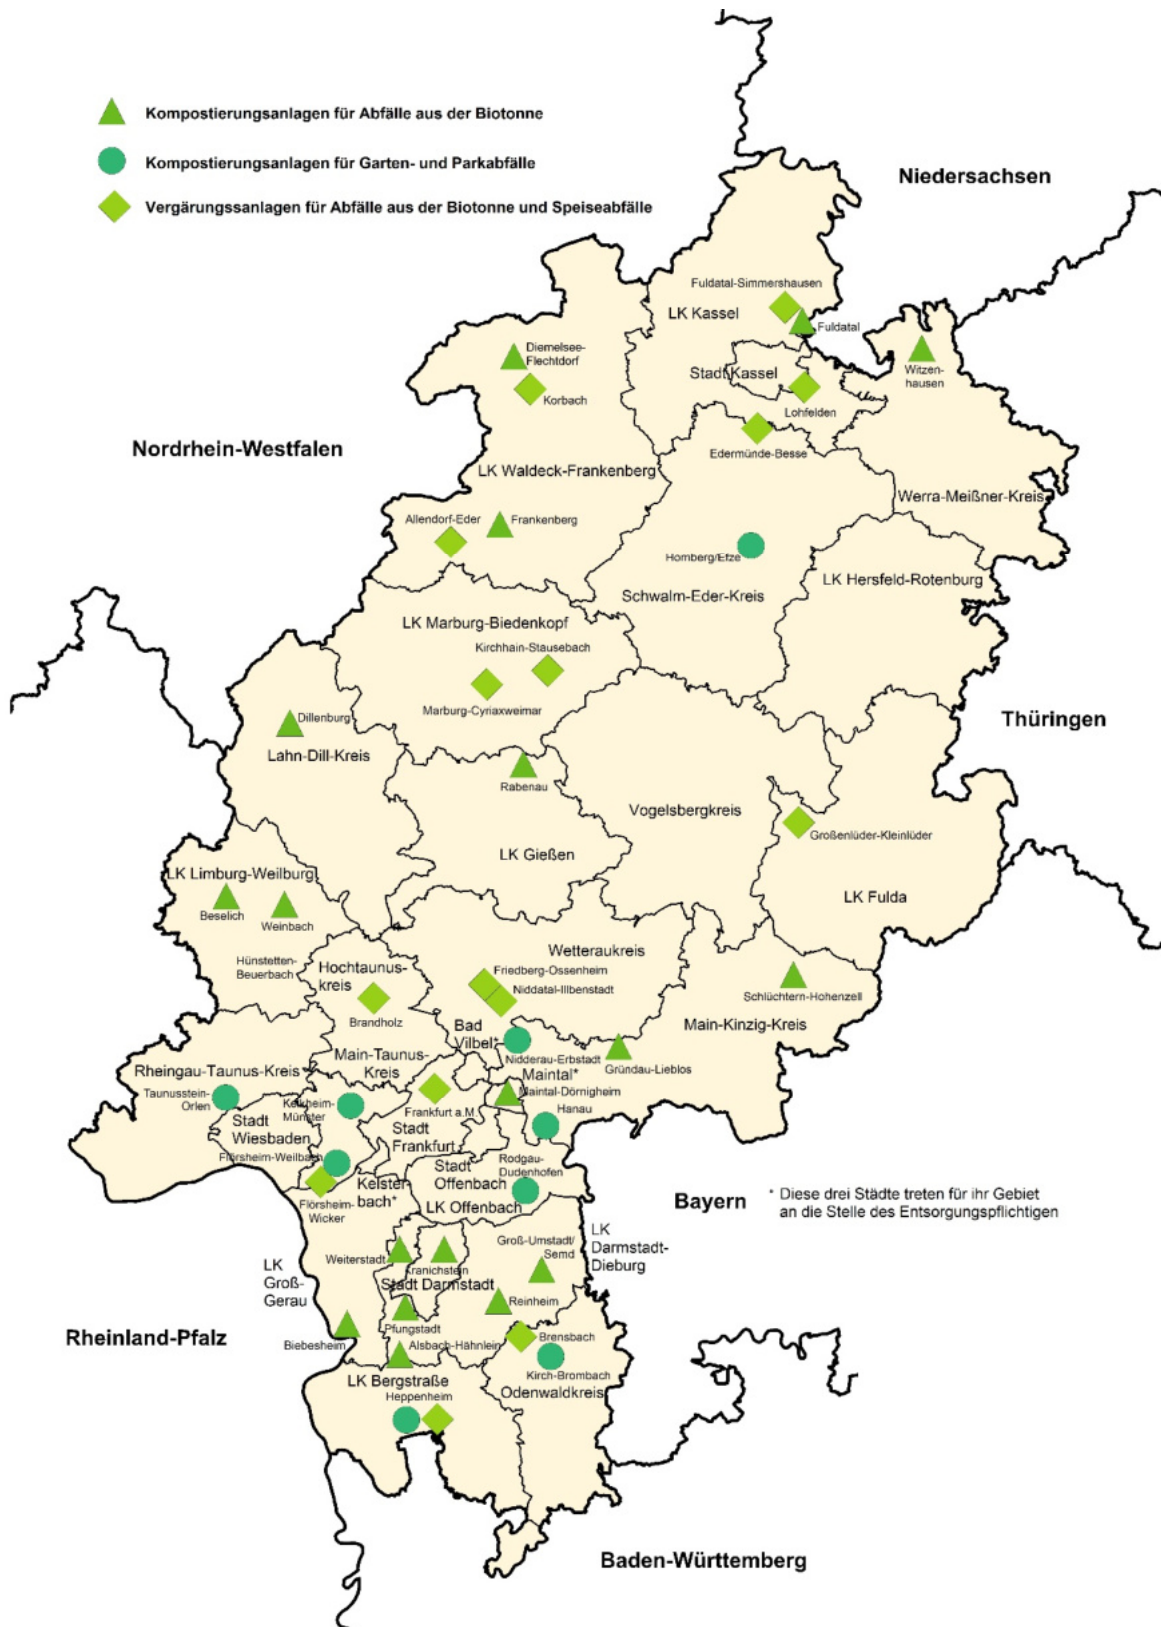 Kompostierungsanlagen für Abfälle aus der Biotonne
Kompostierungsanlagen für Garten- und Parkabfälle
Vergärungssanlagen für Abfälle aus der Biotonne und Speiseabfälle
Niedersachsen
Fuldatal-Simmershausen
LK Kassel
Fuldatal
Diemelsee-
Flechtdorf
Stadt Kassel
Witzen-
hausen
Korbach
Lohfelden
Nordrhein-Westfalen
Edermünde-Besse
LK Waldeck-Frankenberg
Werra-Meißner-Kreis
Allendorf-Eder
Frankenberg
Homberg/Efze
LK Hersfeld-Rotenburg
Schwalm-Eder-Kreis
LK Marburg-Biedenkopf
Kirchhain-Stausebach
Marburg-Cyriaxweimar
Dillenburg
Thüringen
Lahn-Dill-Kreis
Rabenau
Vogelsbergkreis
Großenlüder-Kleinlüder
LK Gießen
LK Limburg-Weilburg
LK Fulda
Beselich
Weinbach
Wetteraukreis
Hünstetten-
Beuerbach
Hochtaunus-
kreis
Friedberg-Ossenheim
Niddatal-Illbenstadt
Schlüchtern-Hohenzell
Brandholz
Main-Kinzig-Kreis
Bad
Vilbel*
Nidderau-Erbstadt
Gründau-Lieblos
Main-Taunus-
Kreis
Rheingau-Taunus-Kreis
Maintal*
Maintal-Dörnigheim
Taunusstein-
Orlen
Kelkheim-
Münster
Frankfurt a.M.
Hanau
Stadt
Wiesbaden
Stadt
Frankfurt
Flörsheim-Weilbach
Stadt
Offenbach
Rodgau-
Dudenhofen
Flörsheim-
Wicker
Kelster-
bach*
LK Offenbach
Bayern
* Diese drei Städte treten für ihr Gebiet
an die Stelle des Entsorgungspflichtigen
LK
Darmstadt-
Dieburg
Groß-Umstadt/
Semd
LK
Groß-
Gerau
Weiterstadt
Kranichstein
Stadt Darmstadt
Reinheim
Pfungstadt
Rheinland-Pfalz
Biebesheim
Alsbach-Hähnlein
Brensbach
Kirch-Brombach
LK Bergstraße
Odenwaldkreis
Heppenheim
Baden-Württemberg